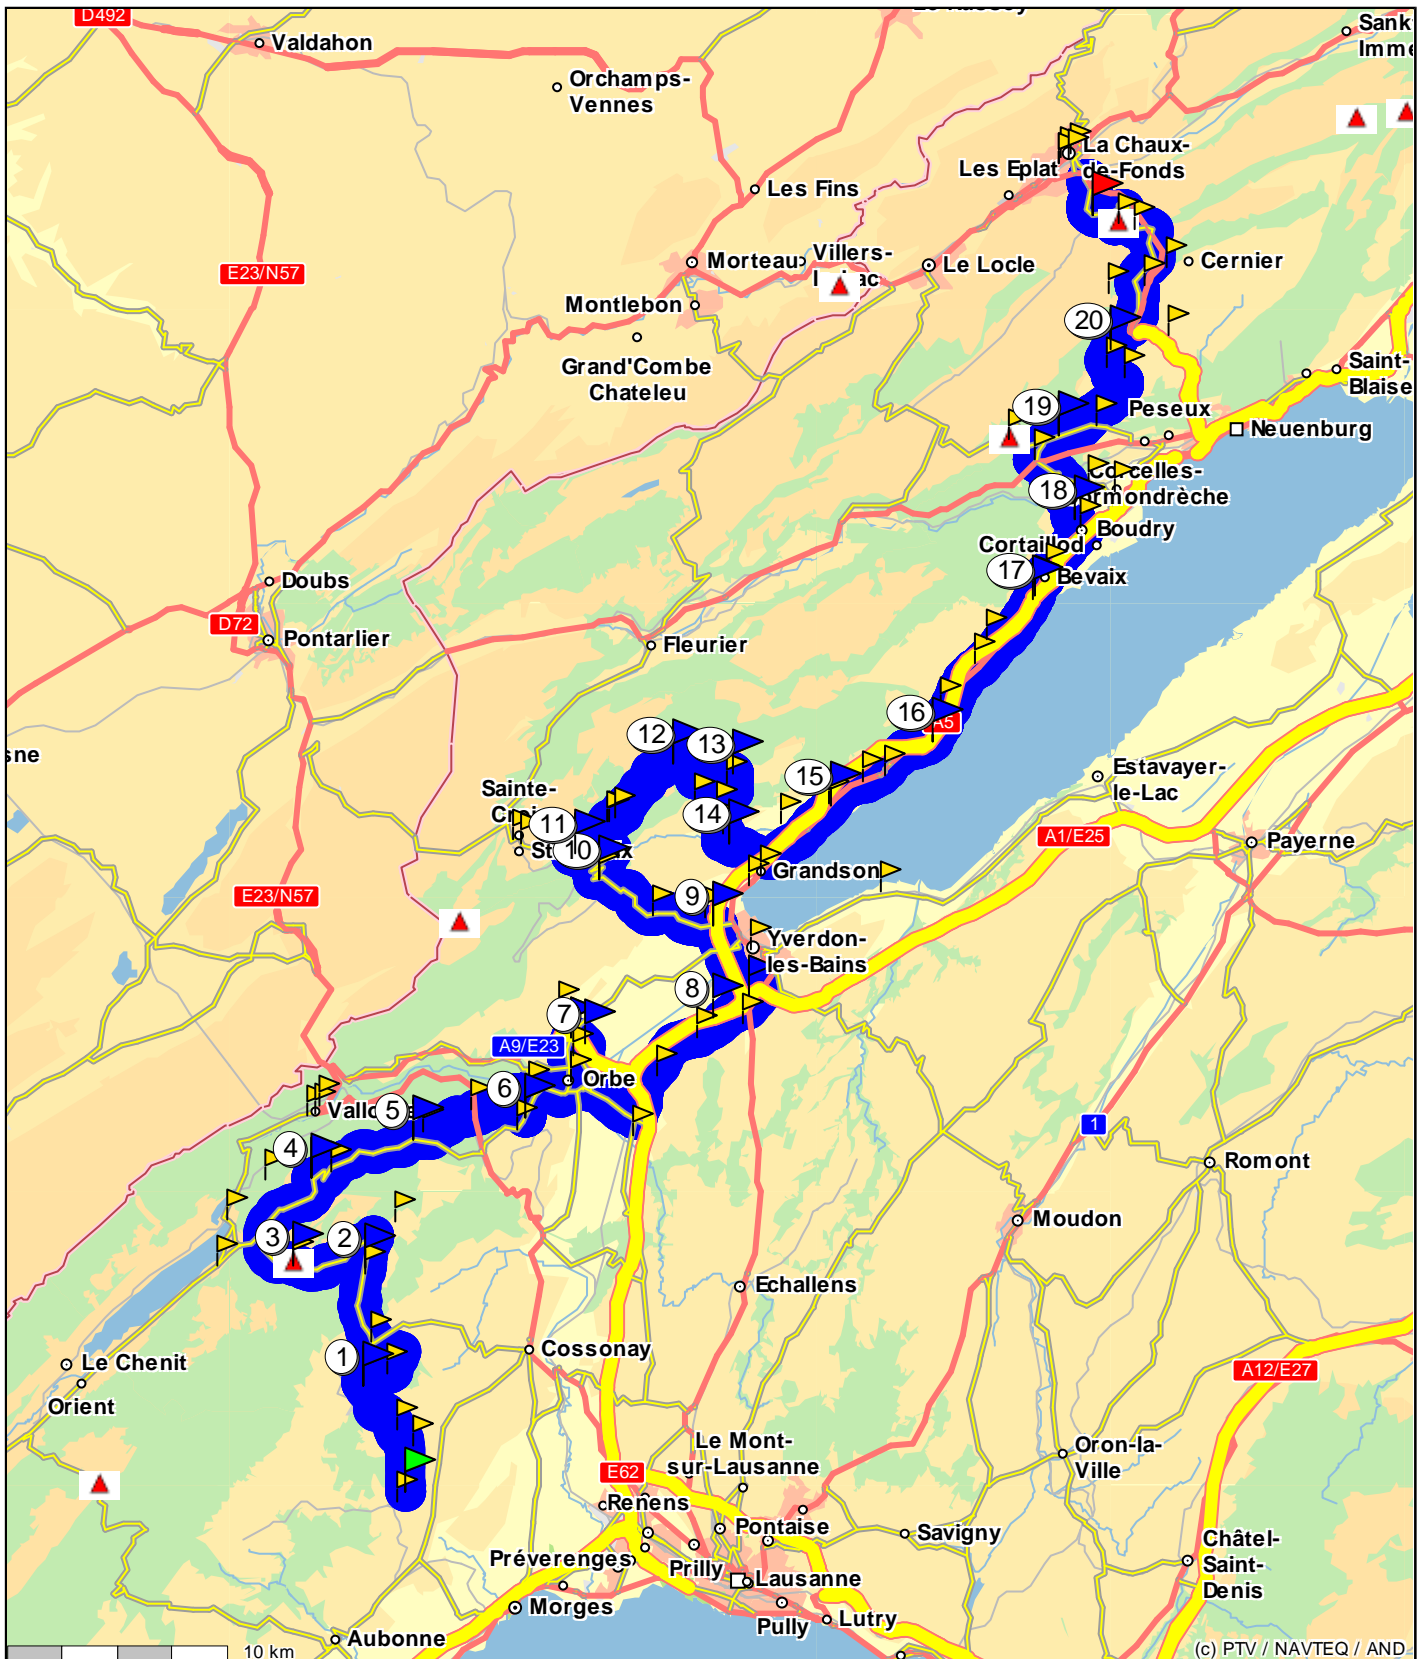 D492
Valdahon
Orchamps-
Vennes
Sank
Imme
La Chaux-
de-Fonds
Les Eplat
Les Fins
Morteau
Villers-
Le Locle
Cernier
E23/N57
Montlebon
20
Grand'Combe
Chateleu
Saint-
Blaise
19
Peseux
Neuenburg
Corcelles-
18
ormondrèche
Boudry
Cortaillod
17
Bevaix
Doubs
D72
Pontarlier
Fleurier
16
A5
12
13
sne
15
Estavayer-
le-Lac
Sainte-
14
11
A1/E25
Payerne
10
Grandson
E23/N57
9
Yverdon-
les-Bains
8
7
A9/E23
Orbe
6
5
1
4
Romont
Moudon
3
2
Echallens
1
Cossonay
Le Chenit
A12/E27
Orient
Le Mont-
sur-Lausanne
Oron-la-
Ville
E62
Renens
Pontaise
Savigny
Châtel-
Saint-
Denis
Préverenges
Prilly
Lausanne
Morges
Pully
Lutry
Aubonne
10 km
(c) PTV / NAVTEQ / AND